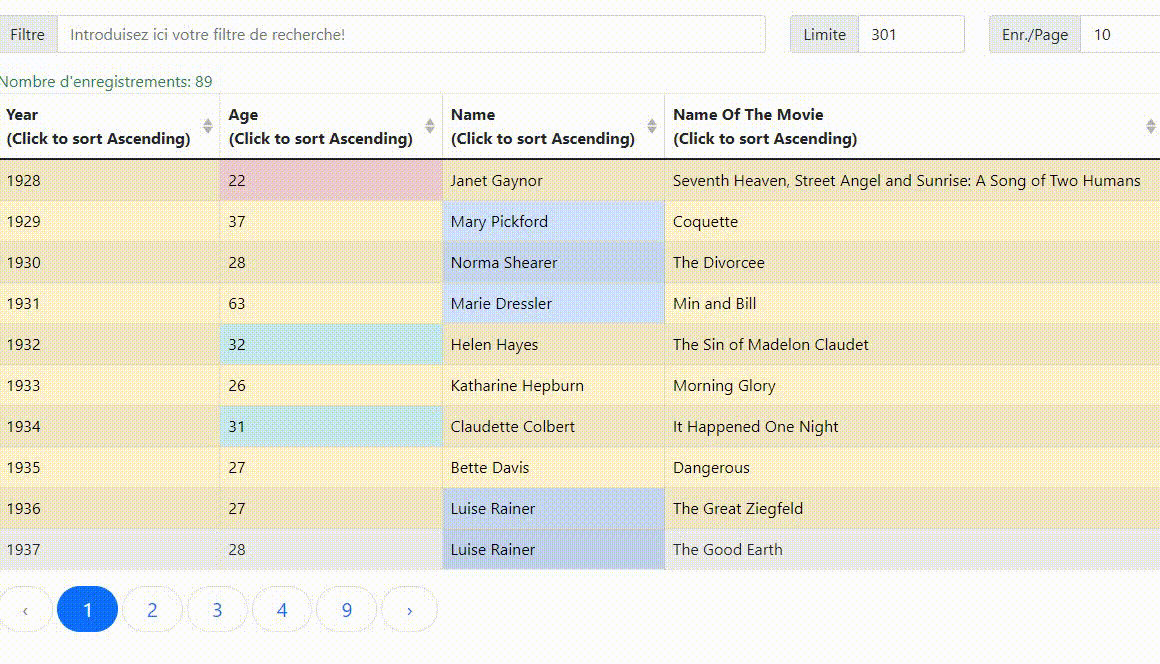 Filtre Introduisez ici votre filtre de recherche! Limite 301 Enr./Page 10
Nombre d'enregistrements: 89
Year Age Name Name Of The Movie
(Click to sort Ascending) (Click to sort Ascending) (Click to sort Ascending) (Click to sort Ascending)
1928 22 Janet Gaynor Seventh Heaven, Street Angel and Sunrise: A Song of Two Humans
1929 37 Mary Pickford Coquette
1930 28 Norma Shearer The Divorcee
1931 63 Marie Dressler Min and Bill
1932 32 Helen Hayes The Sin of Madelon Claudet
1933 26 Katharine Hepburn Morning Glory
1934 31 Claudette Colbert It Happened One Night
1935 27 Bette Davis Dangerous
1936 27 Luise Rainer The Great Ziegfeld
1937 28 Luise Rainer The Good Earth
‹ 1 2 3 4 9 ›